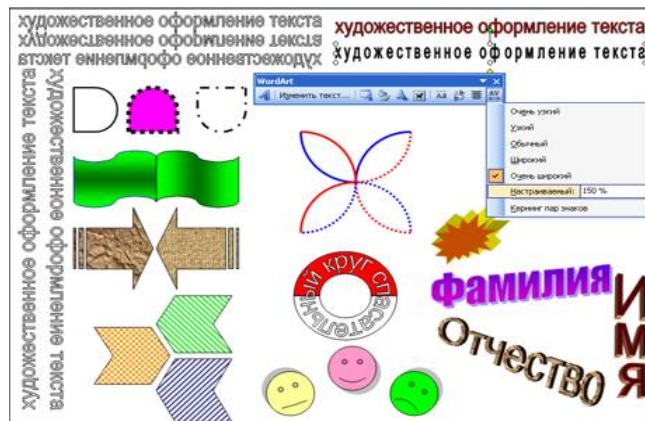 художественное оформление текста
художественное оформление текста
художественное оформление текста
художественное оформление текста
художественное оформление текста
художественное оформление текста
художественное оформление текста
WordArt
Изменить текст...
Очень узкий
Узкий
Обычный
Широкий
Очень широкий
Настраиваемый: 150 %
Кернинг пар знаков
спасательный круг
Фамилия
ИМЯ
Отчество